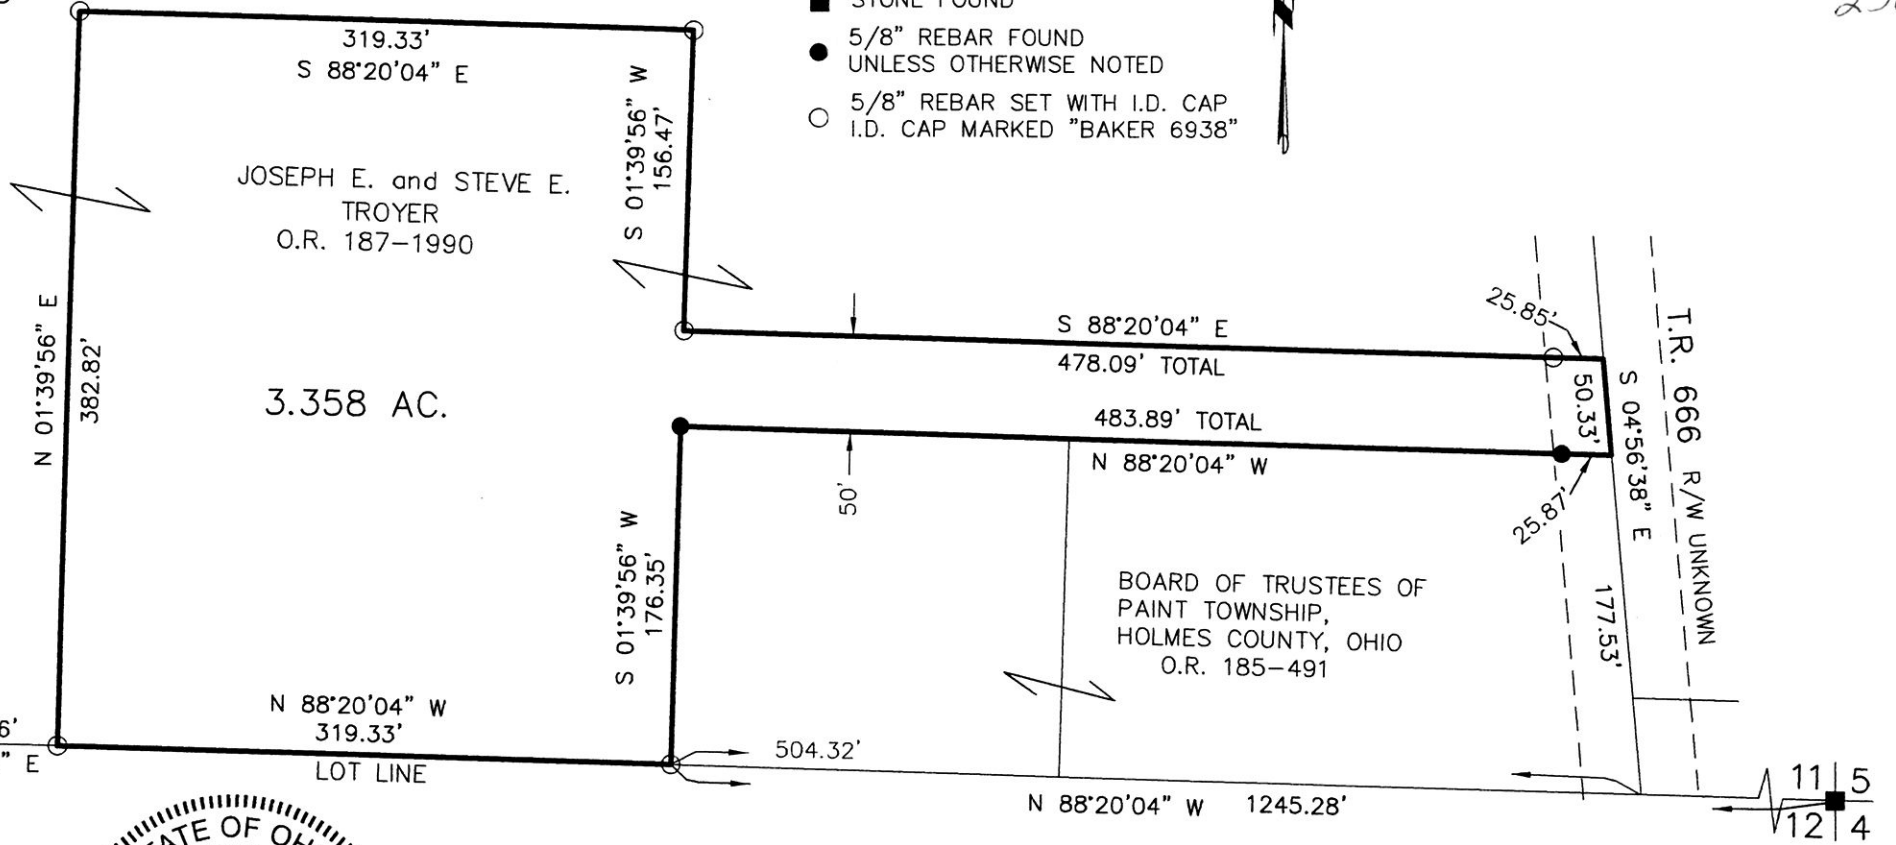 STONE FOUND
5/8" REBAR FOUND
UNLESS OTHERWISE NOTED
5/8" REBAR SET WITH I.D. CAP
I.D. CAP MARKED "BAKER 6938"
319.33'
S 88°20'04" E
S 01°39'56" W
156.47'
JOSEPH E. and STEVE E.
TROYER
O.R. 187-1990
N 01°39'56" E
382.82'
3.358 AC.
S 88°20'04" E
478.09' TOTAL
25.85'
50.33'
S 04°56'38" E
T.R. 666 R/W UNKNOWN
483.89' TOTAL
N 88°20'04" W
50'
25.87'
S 01°39'56" W
176.35'
BOARD OF TRUSTEES OF
PAINT TOWNSHIP,
HOLMES COUNTY, OHIO
O.R. 185-491
177.53'
N 88°20'04" W
319.33'
LOT LINE
6'
" E
504.32'
N 88°20'04" W 1245.28'
11 5
12 4
ATE OF OH